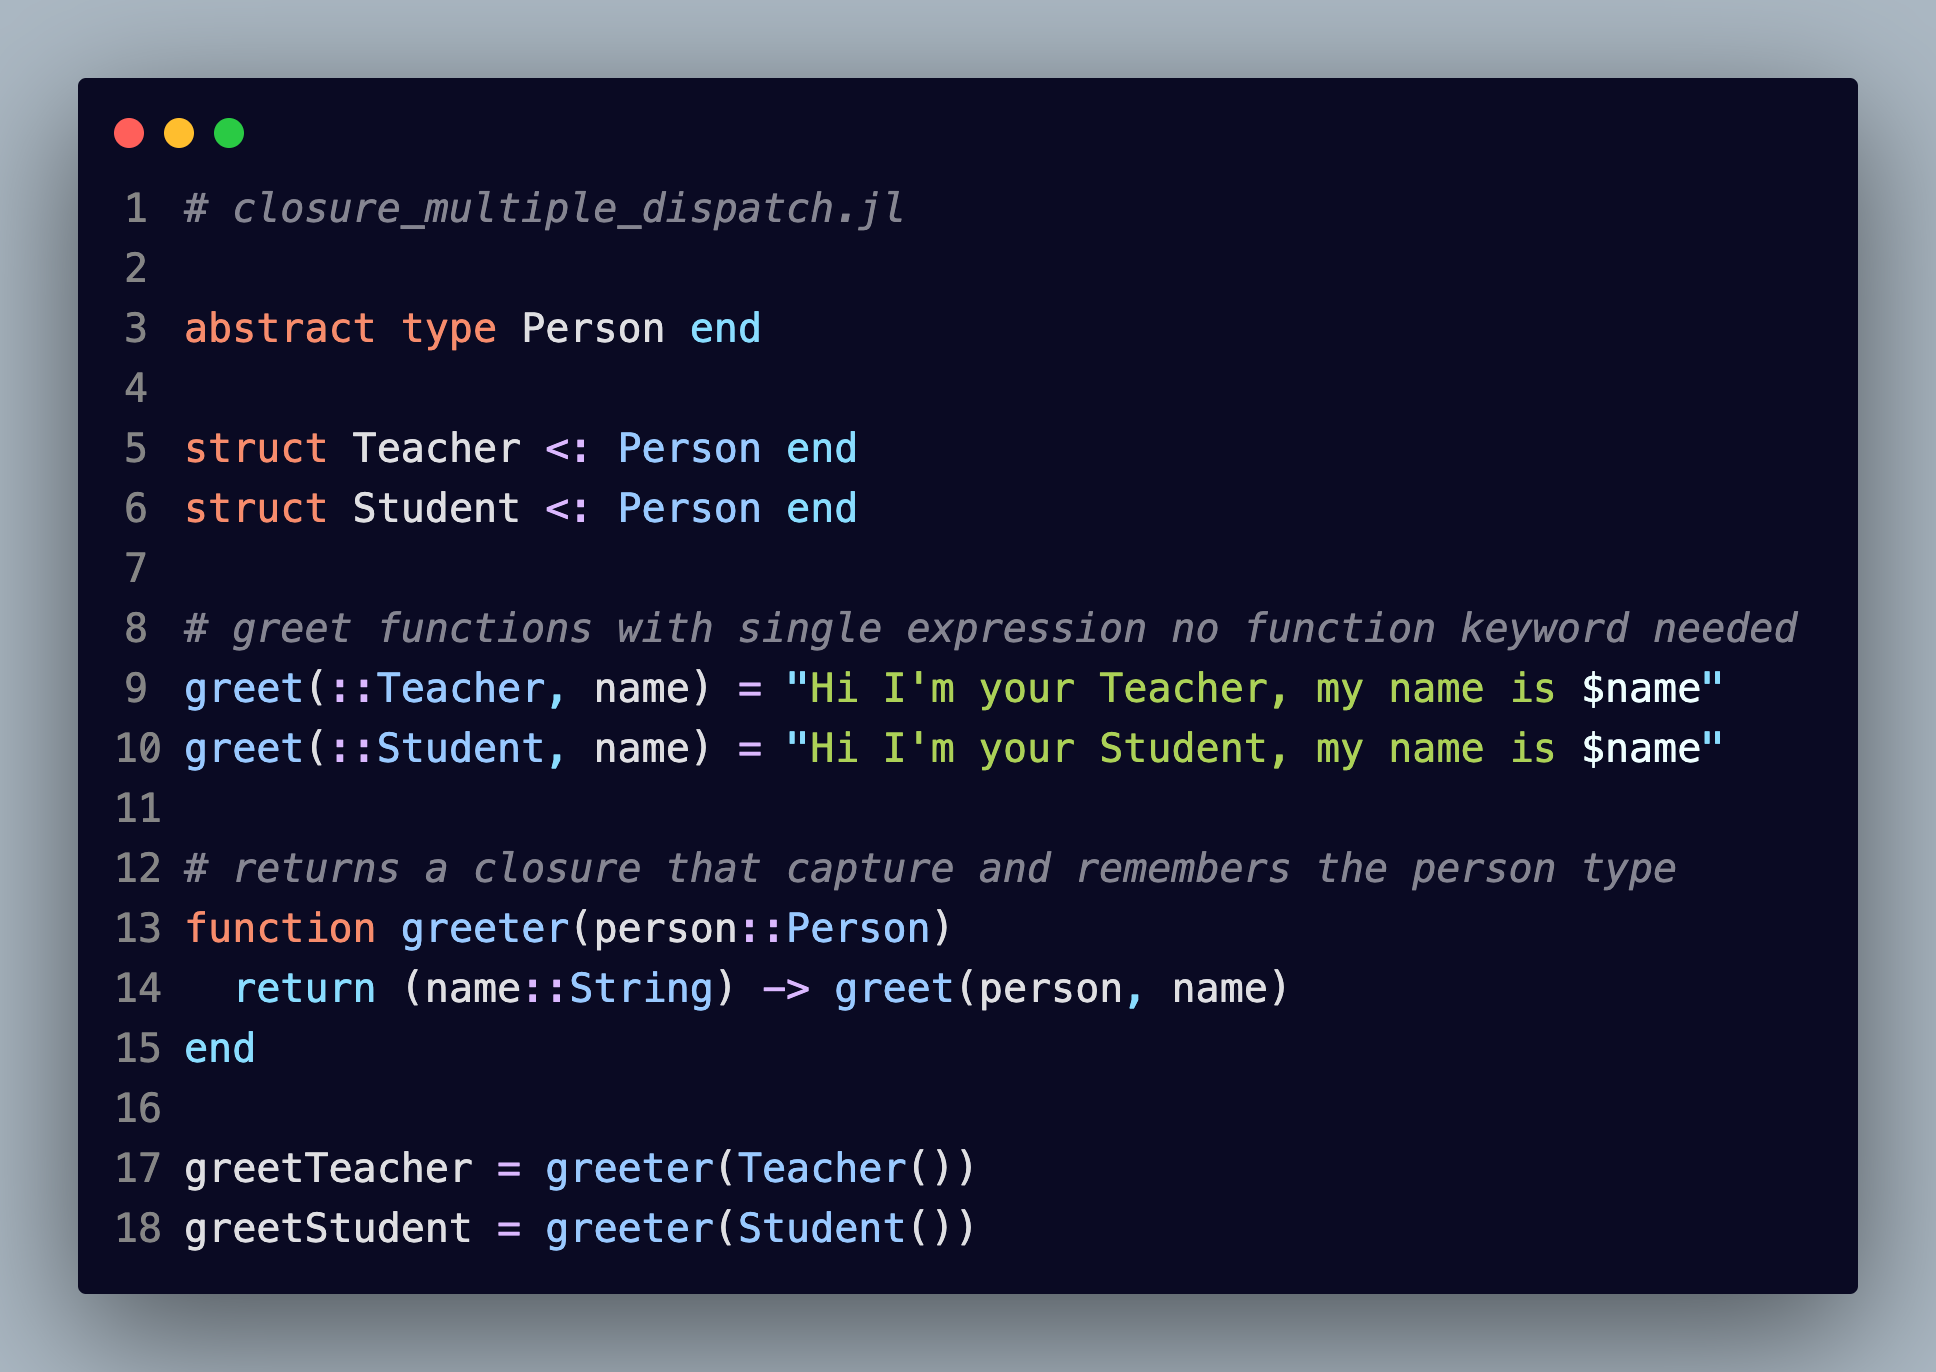 1 # closure_multiple_dispatch.jl
2
3 abstract type Person end
4
5 struct Teacher <: Person end
6 struct Student <: Person end
7
8 # greet functions with single expression no function keyword needed
9 greet(::Teacher, name) = "Hi I'm your Teacher, my name is $name"
10 greet(::Student, name) = "Hi I'm your Student, my name is $name"
11
12 # returns a closure that capture and remembers the person type
13 function greeter(person::Person)
14   return (name::String) -> greet(person, name)
15 end
16
17 greetTeacher = greeter(Teacher())
18 greetStudent = greeter(Student())